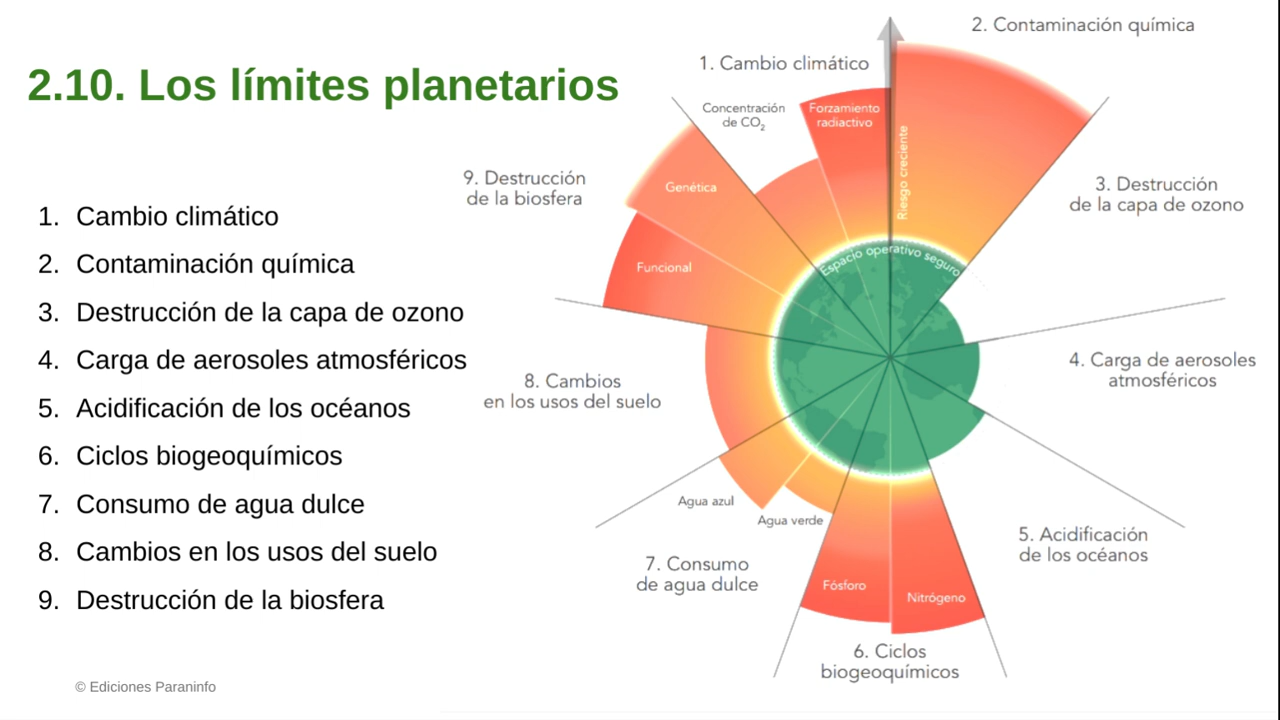 2.10. Los límites planetarios
1. Cambio climático
2. Contaminación química
3. Destrucción de la capa de ozono
4. Carga de aerosoles atmosféricos
5. Acidificación de los océanos
6. Ciclos biogeoquímicos
7. Consumo de agua dulce
8. Cambios en los usos del suelo
9. Destrucción de la biosfera
© Ediciones Paraninfo
1. Cambio climático
Concentración
de CO2
Forzamiento
radiactivo
Riesgo creciente
Espacio operativo seguro
2. Contaminación química
3. Destrucción
de la capa de ozono
4. Carga de aerosoles
atmosféricos
5. Acidificación
de los océanos
6. Ciclos
biogeoquímicos
Fósforo
Nitrógeno
7. Consumo
de agua dulce
Agua azul
Agua verde
8. Cambios
en los usos del suelo
9. Destrucción
de la biosfera
Genética
Funcional